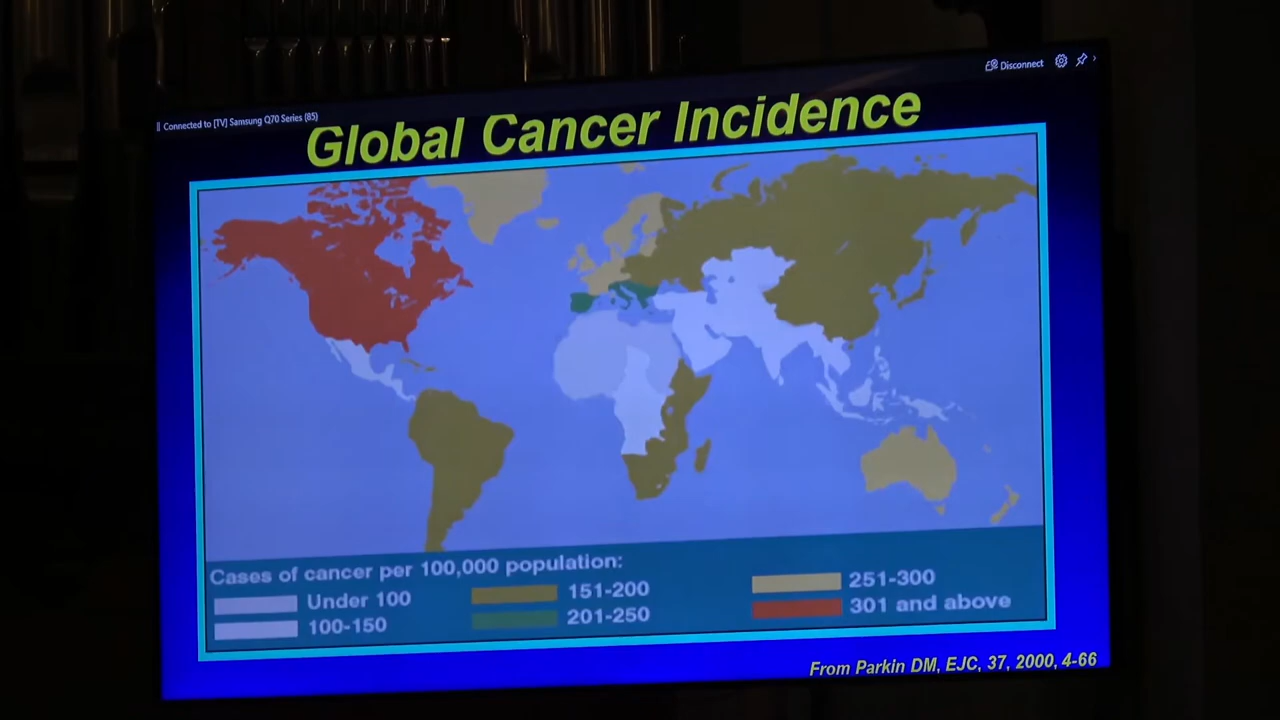 Connected to [TV] Samsung Q70 Series (85)
Disconnect
Global Cancer Incidence
Cases of cancer per 100,000 population:
Under 100
100-150
151-200
201-250
251-300
301 and above
From Parkin DM, EJC, 37, 2000, 4-66